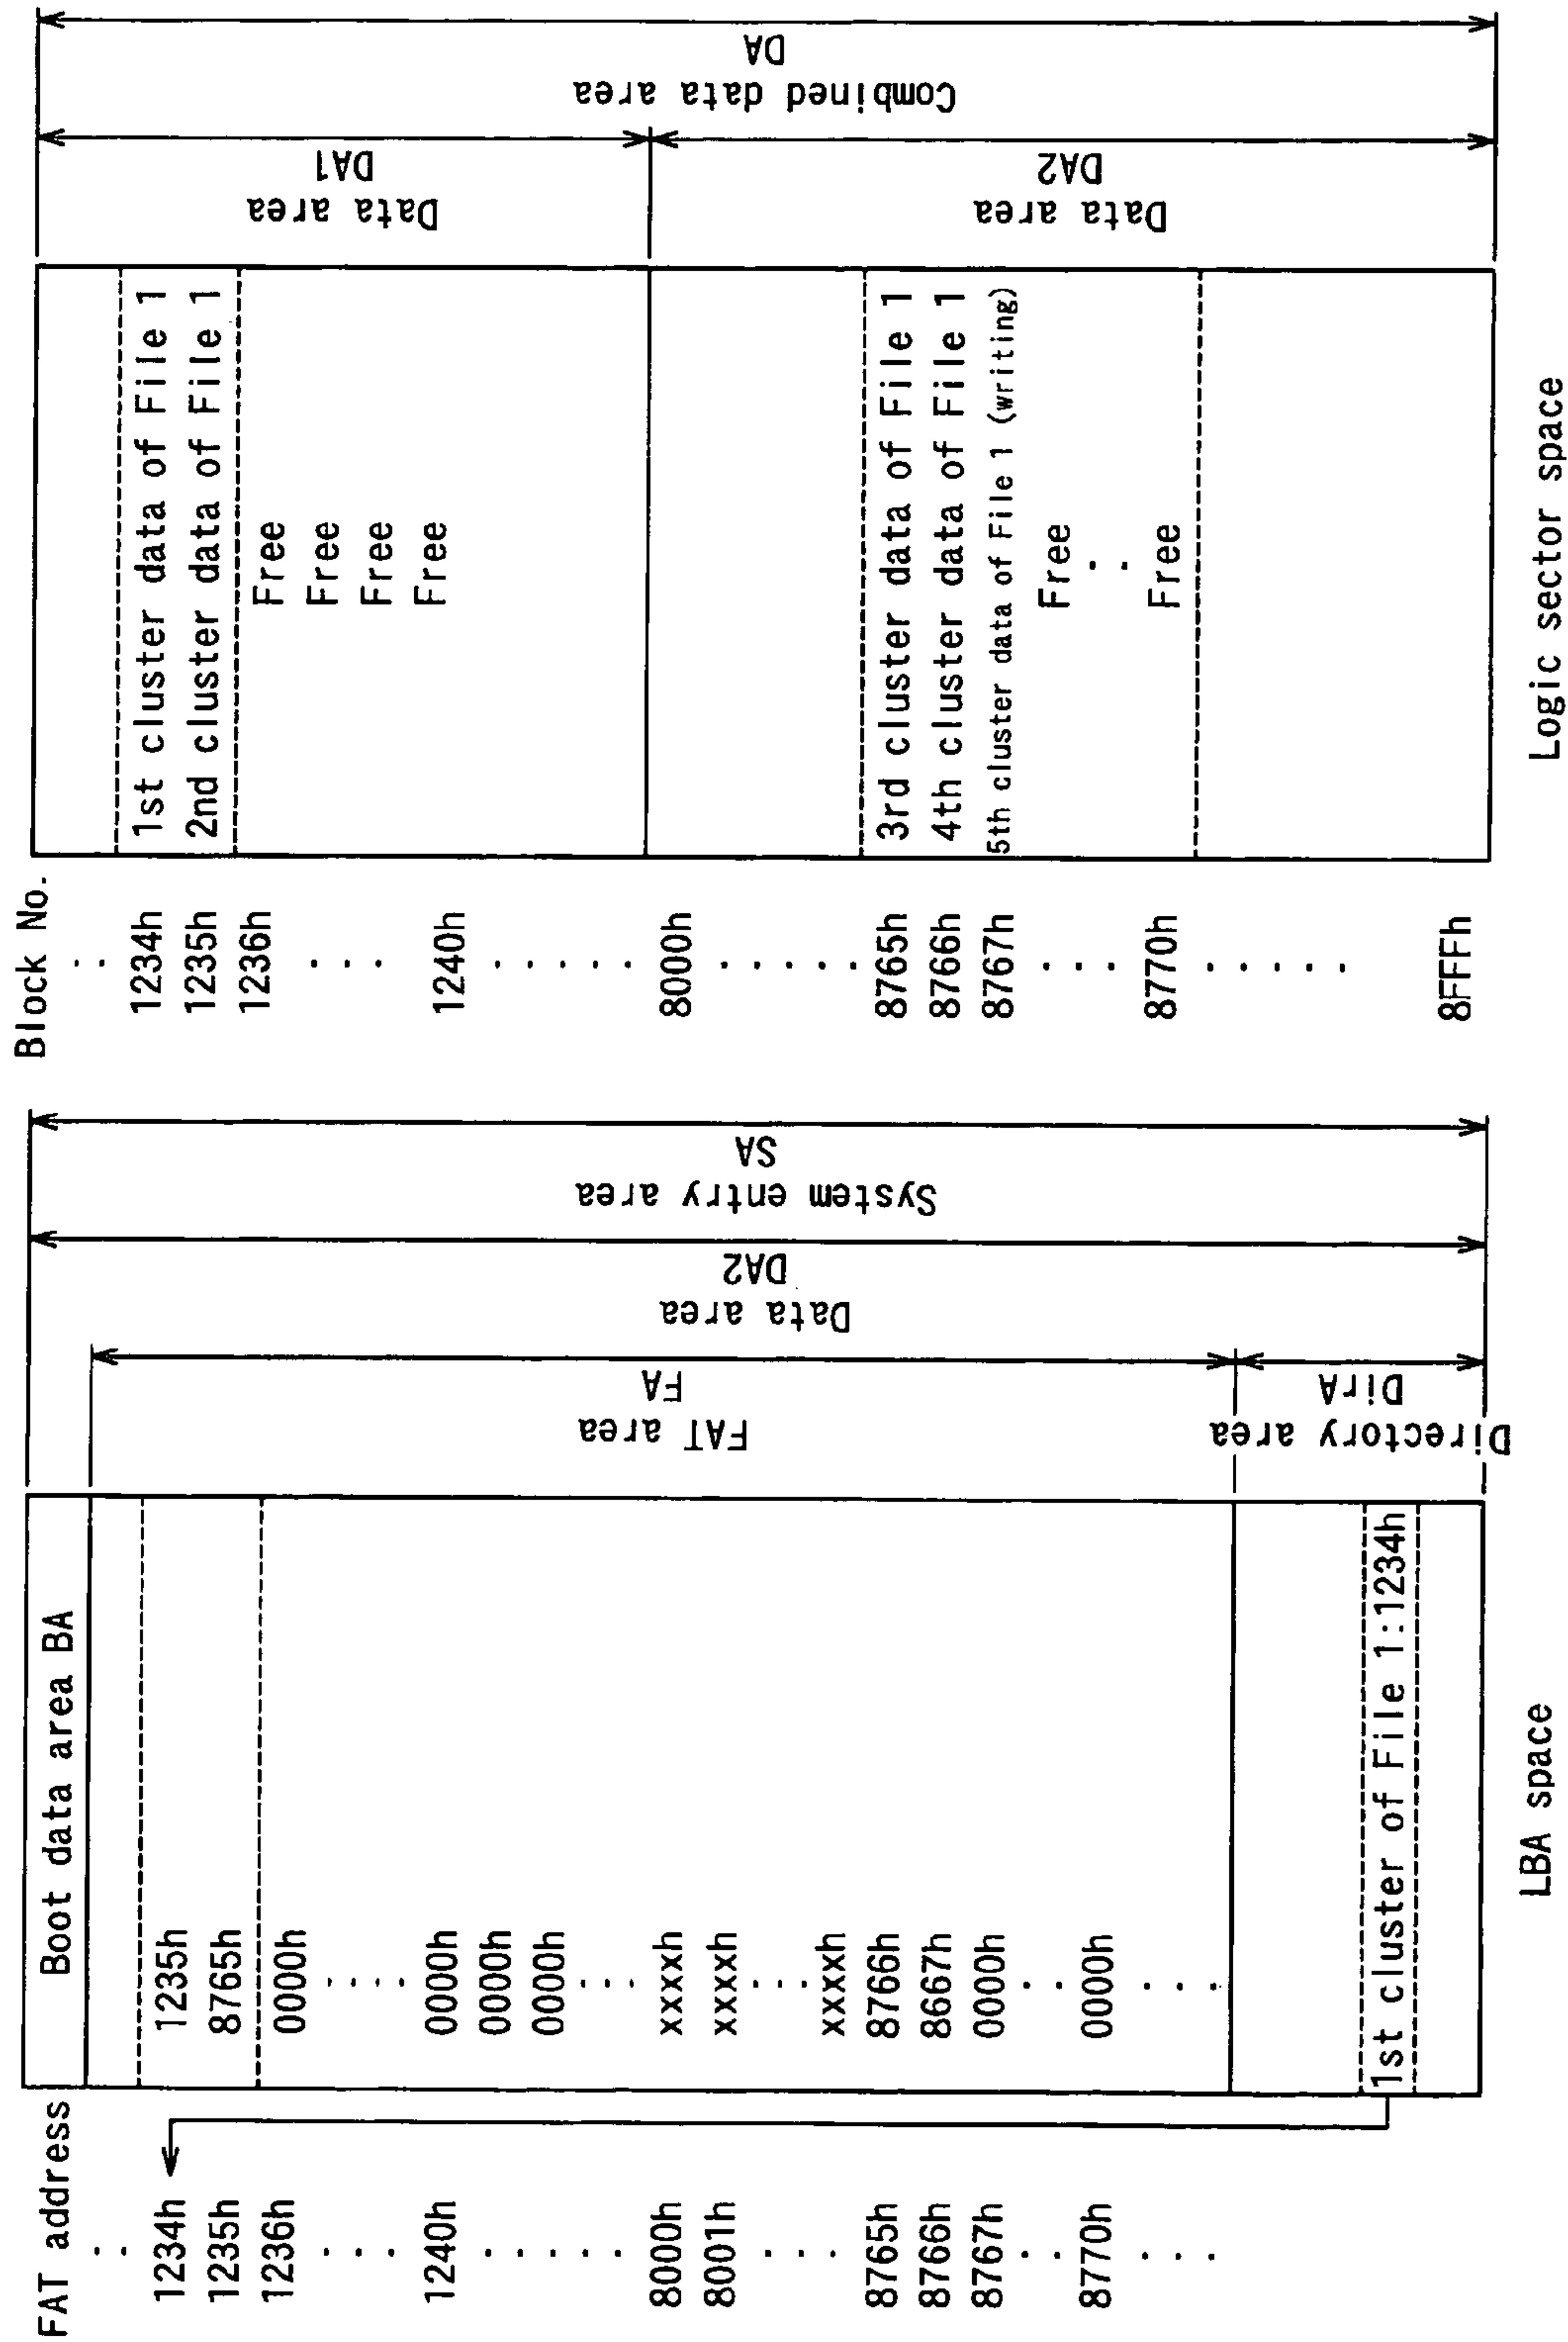 FAT address
1234h
1235h
1236h
1240h
8000h
8001h
8765h
8766h
8767h
8770h
Boot data area BA
1235h
8765h
0000h
0000h
0000h
0000h
xxxxh
xxxxh
xxxxh
8766h
8667h
0000h
0000h
1st cluster of File 1:1234h
FAT area
FA
Directory area
DirA
Data area
DA2
System entry area
SA
LBA space
Block No.
1234h
1235h
1236h
1240h
8000h
8765h
8766h
8767h
8770h
8FFFh
1st cluster data of File 1
2nd cluster data of File 1
Free
Free
Free
Free
3rd cluster data of File 1
4th cluster data of File 1
5th cluster data of File 1 (writing)
Free
Free
Data area
DA1
Data area
DA2
Combined data area
DA
Logic sector space